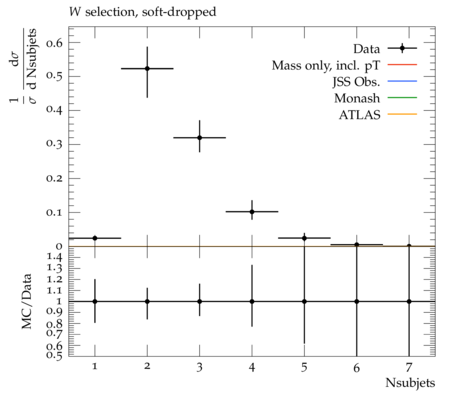 W selection, soft-dropped
1/σ dσ/d Nsubjets
Data
Mass only, incl. pT
JSS Obs.
Monash
ATLAS
0.6
0.5
0.4
0.3
0.2
0.1
0
MC/Data
1.4
1.3
1.2
1.1
1
0.9
0.8
0.7
0.6
0.5
1 2 3 4 5 6 7
Nsubjets